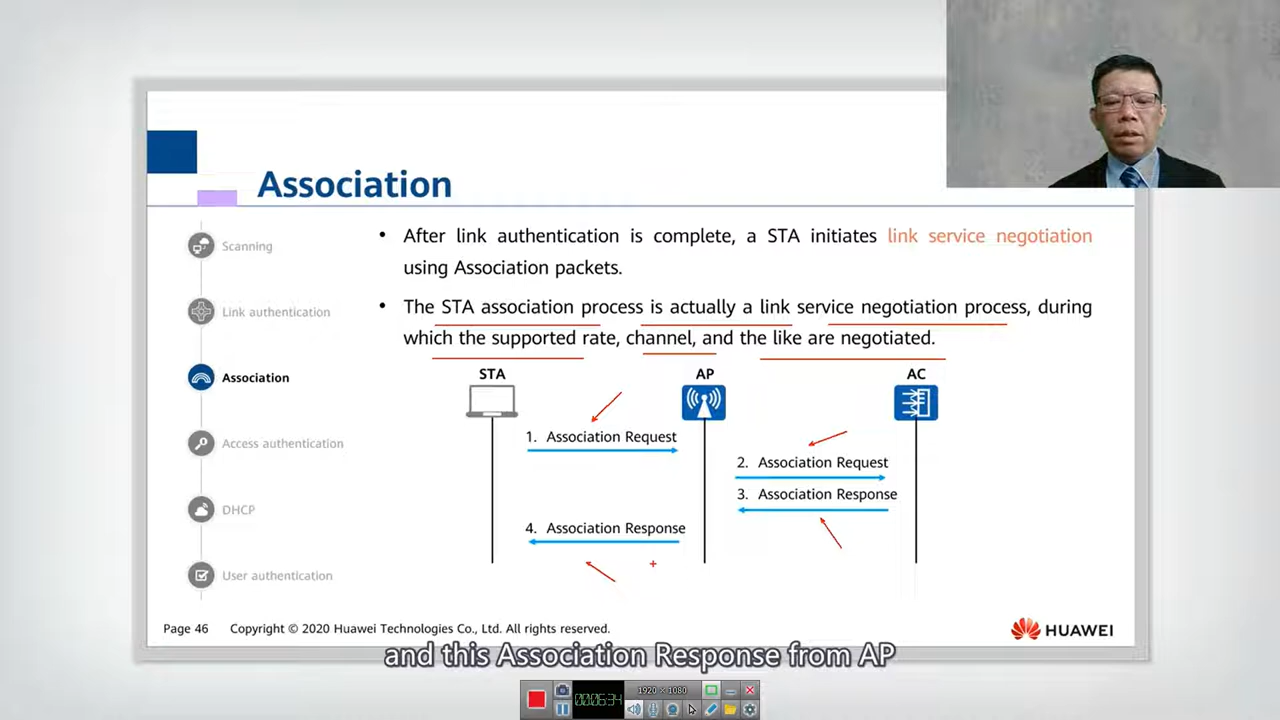 Association
Scanning
Link authentication
Association
Access authentication
DHCP
User authentication
• After link authentication is complete, a STA initiates link service negotiation
using Association packets.
• The STA association process is actually a link service negotiation process, during
which the supported rate, channel, and the like are negotiated.
STA
AP
AC
1. Association Request
2. Association Request
3. Association Response
4. Association Response
Page 46
Copyright © 2020 Huawei Technologies Co., Ltd. All rights reserved.
HUAWEI
and this Association Response from AP
1920 x 1080
00:06:34